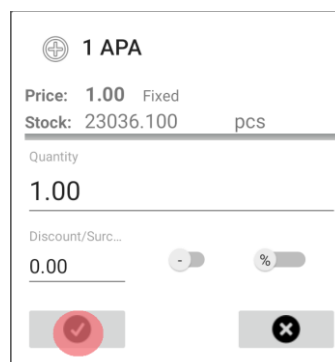 1 APA
Price: 1.00 Fixed
Stock: 23036.100 pcs
Quantity
1.00
Discount/Surc...
0.00 - %